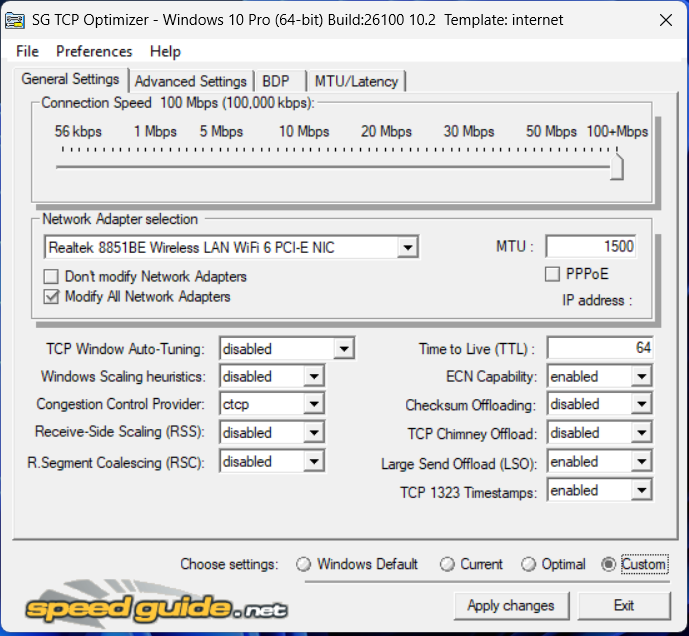 SG TCP Optimizer - Windows 10 Pro (64-bit) Build:26100 10.2 Template: internet
File Preferences Help
General Settings Advanced Settings BDP MTU/Latency
Connection Speed 100 Mbps (100,000 kbps):
56 kbps 1 Mbps 5 Mbps 10 Mbps 20 Mbps 30 Mbps 50 Mbps 100+Mbps
Network Adapter selection
Realtek 8851BE Wireless LAN WiFi 6 PCI-E NIC MTU : 1500
Don't modify Network Adapters PPPoE
Modify All Network Adapters IP address :
TCP Window Auto-Tuning: disabled Time to Live (TTL) : 64
Windows Scaling heuristics: disabled ECN Capability: enabled
Congestion Control Provider: ctcp Checksum Offloading: disabled
Receive-Side Scaling (RSS): disabled TCP Chimney Offload: disabled
R.Segment Coalescing (RSC): disabled Large Send Offload (LSO): enabled
TCP 1323 Timestamps: enabled
Choose settings: Windows Default Current Optimal Custom
speedguide.net Apply changes Exit